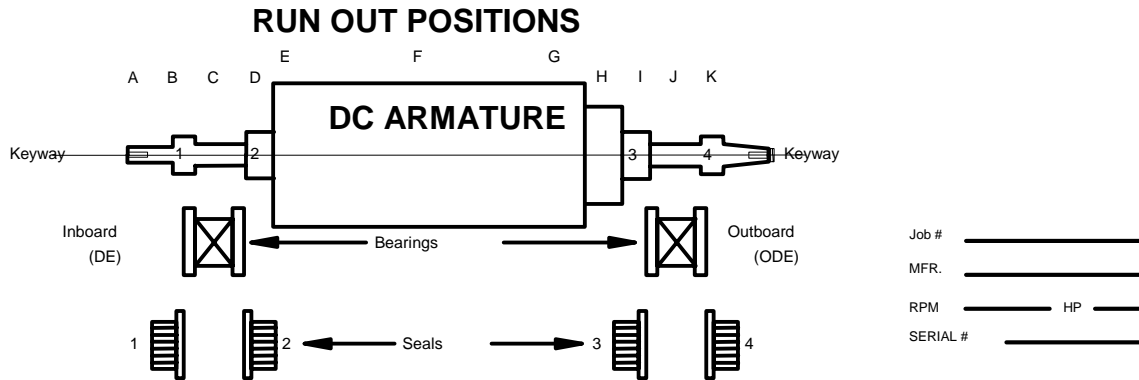 RUN OUT POSITIONS
E F G
A B C D H I J K
DC ARMATURE
Keyway 1 2 3 4 Keyway
Inboard
(DE)
Bearings
Outboard
(ODE)
Job #
MFR.
RPM HP
SERIAL #
1 2 Seals 3 4